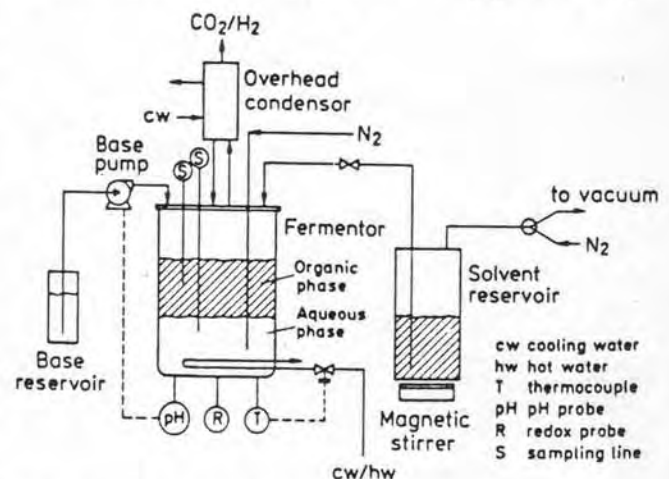 CO2/H2
Overhead
condensor
cw
N2
Base
pump
S
S
to vacuum
Fermentor
N2
Organic
phase
Solvent
reservoir
Aqueous
phase
Base
reservoir
cw cooling water
hw hot water
T thermocouple
pH pH probe
R redox probe
S sampling line
pH
R
T
Magnetic
stirrer
cw/hw